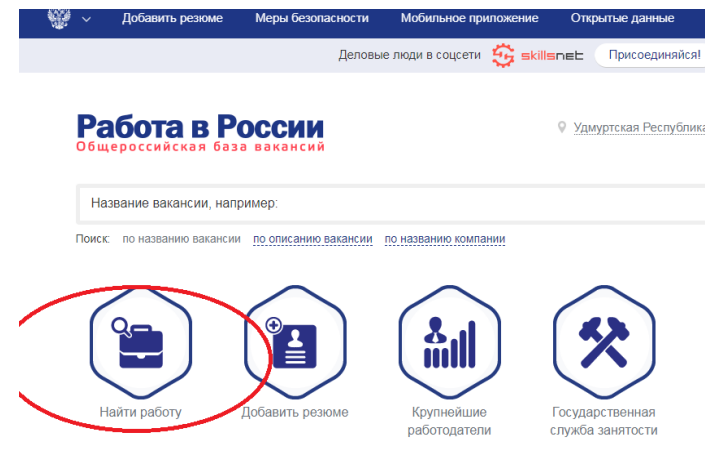 Добавить резюме Меры безопасности Мобильное приложение Открытые данные
Деловые люди в соцсети skillsnet Присоединяйся!
Работа в России
Общероссийская база вакансий
Удмуртская Республика
Название вакансии, например:
Поиск: по названию вакансии по описанию вакансии по названию компании
Найти работу Добавить резюме Крупнейшие Государственная
работодатели служба занятости